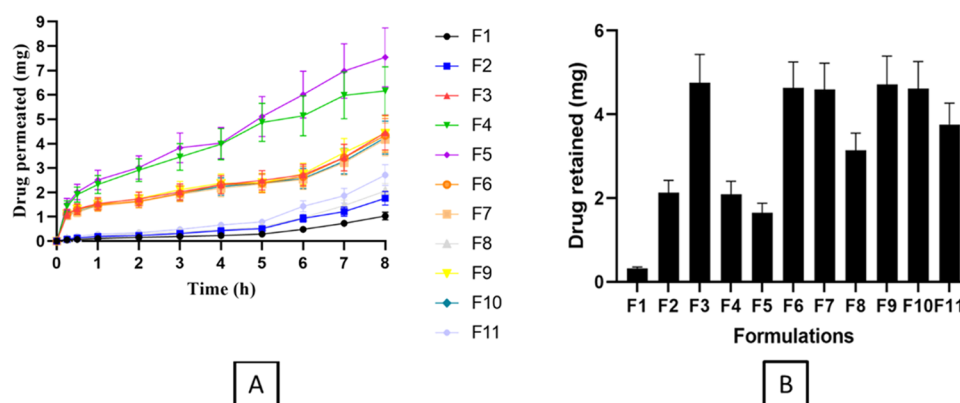 9
8
7
6
5
4
3
2
1
0
Drug permeated (mg)
0 1 2 3 4 5 6 7 8
Time (h)
F1
F2
F3
F4
F5
F6
F7
F8
F9
F10
F11
A
6
4
2
0
Drug retained (mg)
F1 F2 F3 F4 F5 F6 F7 F8 F9 F10 F11
Formulations
B